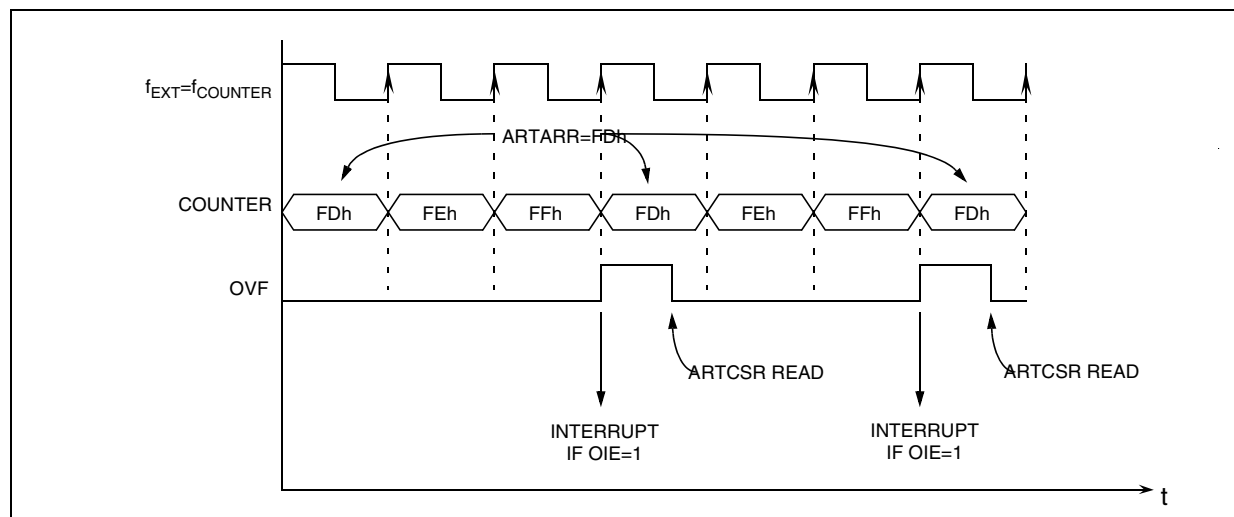 fEXT=fCOUNTER
ARTARR=FDh
COUNTER
FDh FEh FFh FDh FEh FFh FDh
OVF
ARTCSR READ ARTCSR READ
INTERRUPT INTERRUPT
IF OIE=1 IF OIE=1
t